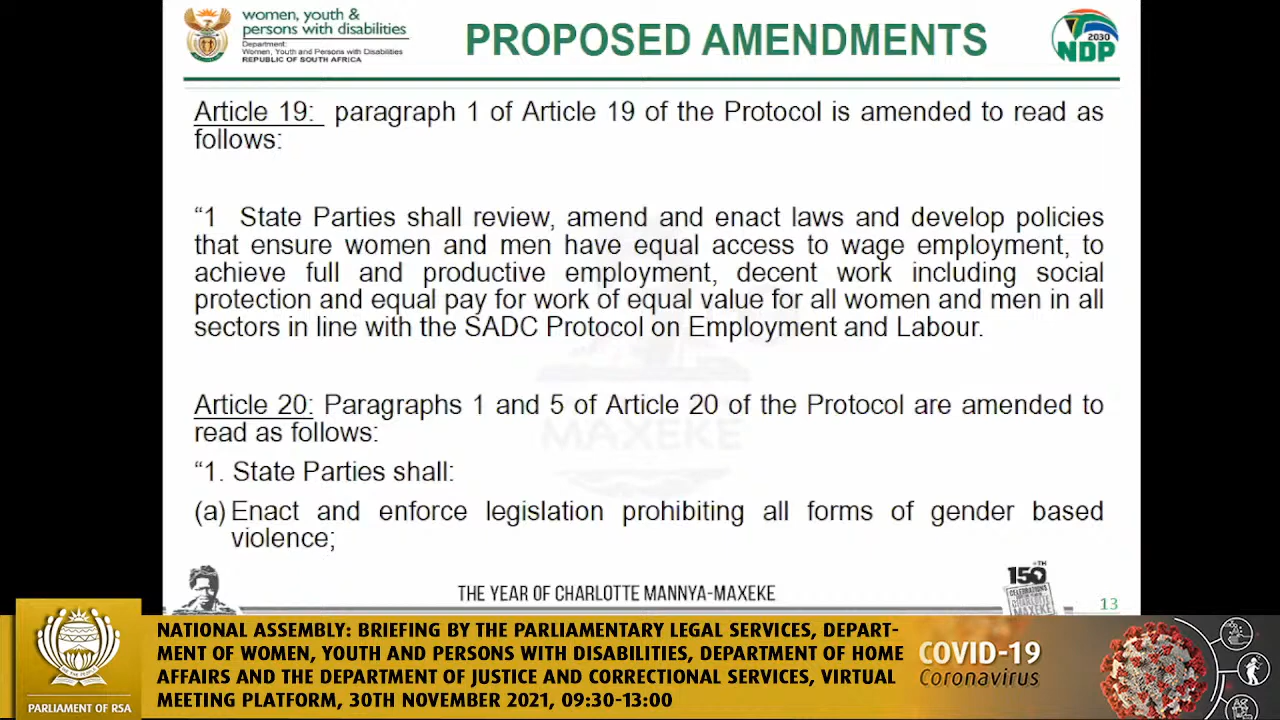 women, youth &
persons with disabilities
Department:
Women, Youth and Persons with Disabilities
REPUBLIC OF SOUTH AFRICA
PROPOSED AMENDMENTS
2030
NDP
Article 19: paragraph 1 of Article 19 of the Protocol is amended to read as
follows:
“1 State Parties shall review, amend and enact laws and develop policies
that ensure women and men have equal access to wage employment, to
achieve full and productive employment, decent work including social
protection and equal pay for work of equal value for all women and men in all
sectors in line with the SADC Protocol on Employment and Labour.
MAXEKE
Article 20: Paragraphs 1 and 5 of Article 20 of the Protocol are amended to
read as follows:
“1. State Parties shall:
(a) Enact and enforce legislation prohibiting all forms of gender based
violence;
THE YEAR OF CHARLOTTE MANNYA-MAXEKE
150TH
CELEBRATIONS
13
NATIONAL ASSEMBLY: BRIEFING BY THE PARLIAMENTARY LEGAL SERVICES, DEPART-
MENT OF WOMEN, YOUTH AND PERSONS WITH DISABILITIES, DEPARTMENT OF HOME
AFFAIRS AND THE DEPARTMENT OF JUSTICE AND CORRECTIONAL SERVICES, VIRTUAL
MEETING PLATFORM, 30TH NOVEMBER 2021, 09:30-13:00
PARLIAMENT OF RSA
COVID-19
Coronavirus